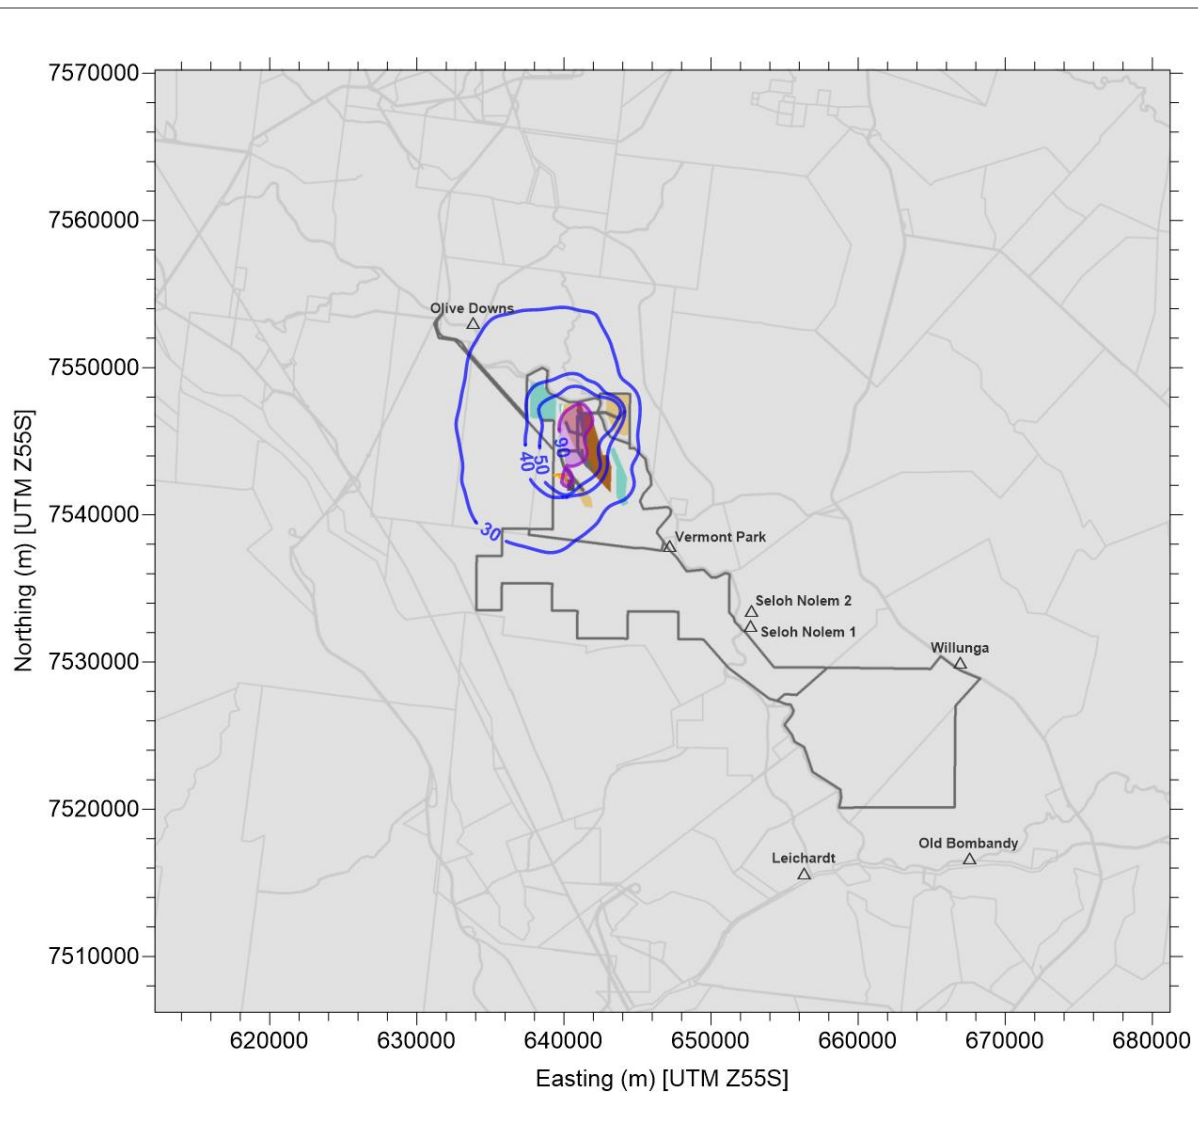 7570000
7560000
7550000
7540000
7530000
7520000
7510000
Northing (m) [UTM Z55S]
Olive Downs
90
50
40
30
Vermont Park
Seloh Nolem 2
Seloh Nolem 1
Willunga
Old Bombandy
Leichardt
620000
630000
640000
650000
660000
670000
680000
Easting (m) [UTM Z55S]